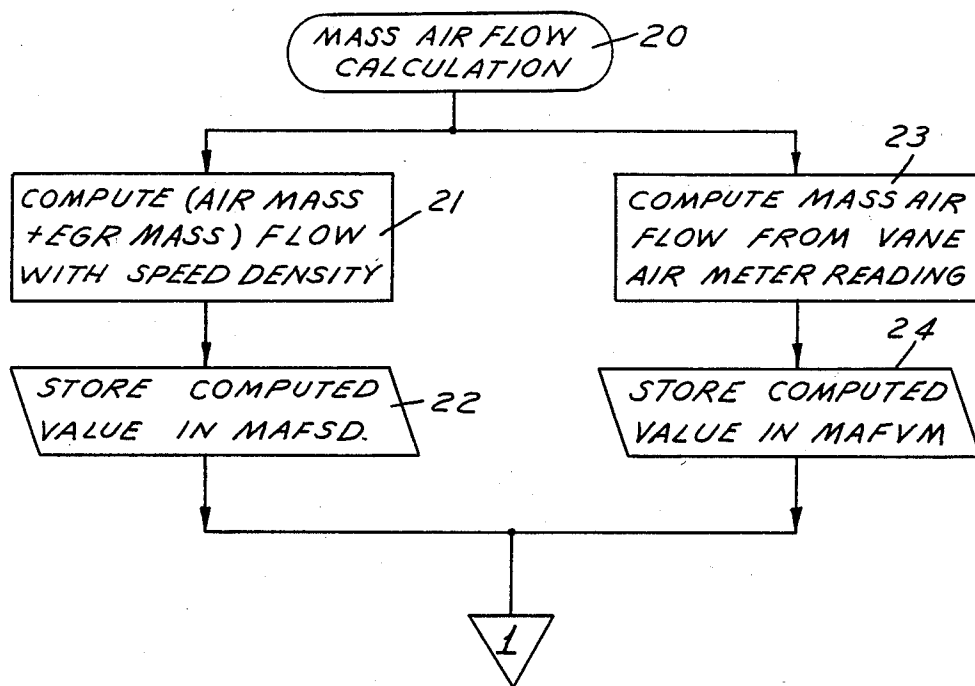 MASS AIR FLOW
CALCULATION
20
COMPUTE (AIR MASS
+EGR MASS) FLOW
WITH SPEED DENSITY
21
23
COMPUTE MASS AIR
FLOW FROM VANE
AIR METER READING
STORE COMPUTED
VALUE IN MAFSD.
22
24
STORE COMPUTED
VALUE IN MAFVM
1